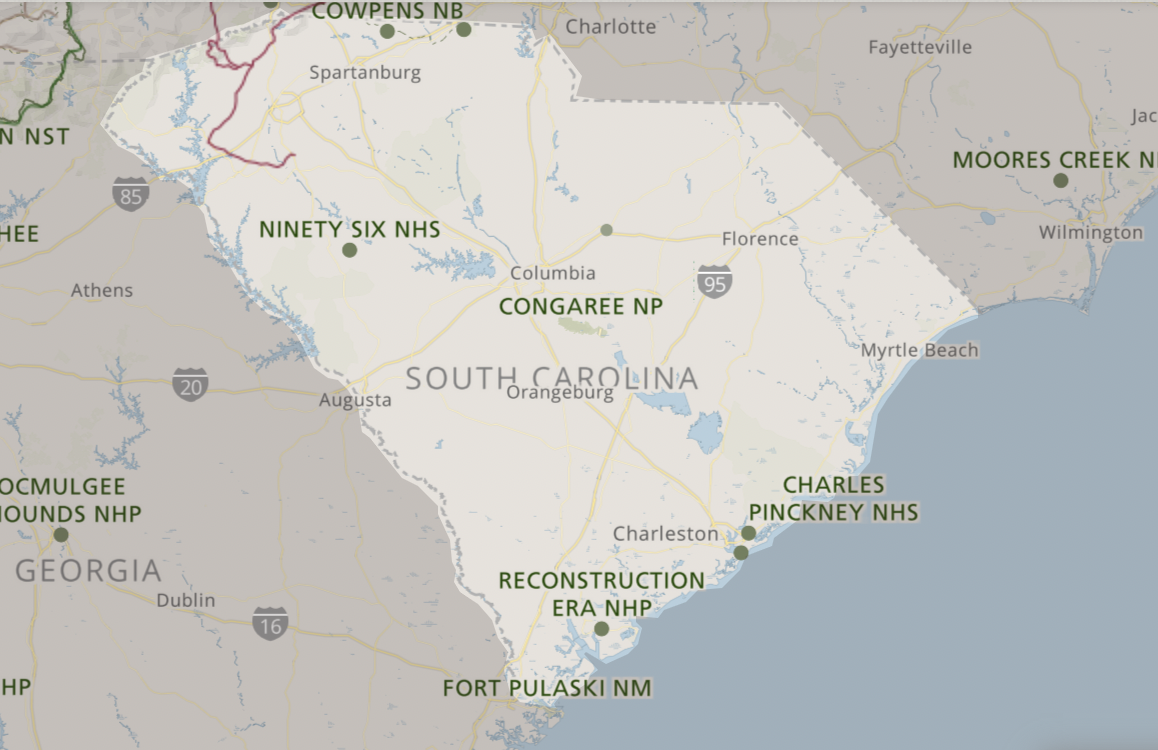 COWPENS NB
Charlotte
Fayetteville
Spartanburg
Jac
N NST
MOORES CREEK N
85
NINETY SIX NHS
HEE
Wilmington
Florence
Columbia
95
Athens
CONGAREE NP
Myrtle Beach
SOUTH CAROLINA
20
Orangeburg
Augusta
CHARLES
PINCKNEY NHS
OCMULGEE
OUNDS NHP
Charleston
GEORGIA
RECONSTRUCTION
ERA NHP
Dublin
16
HP
FORT PULASKI NM